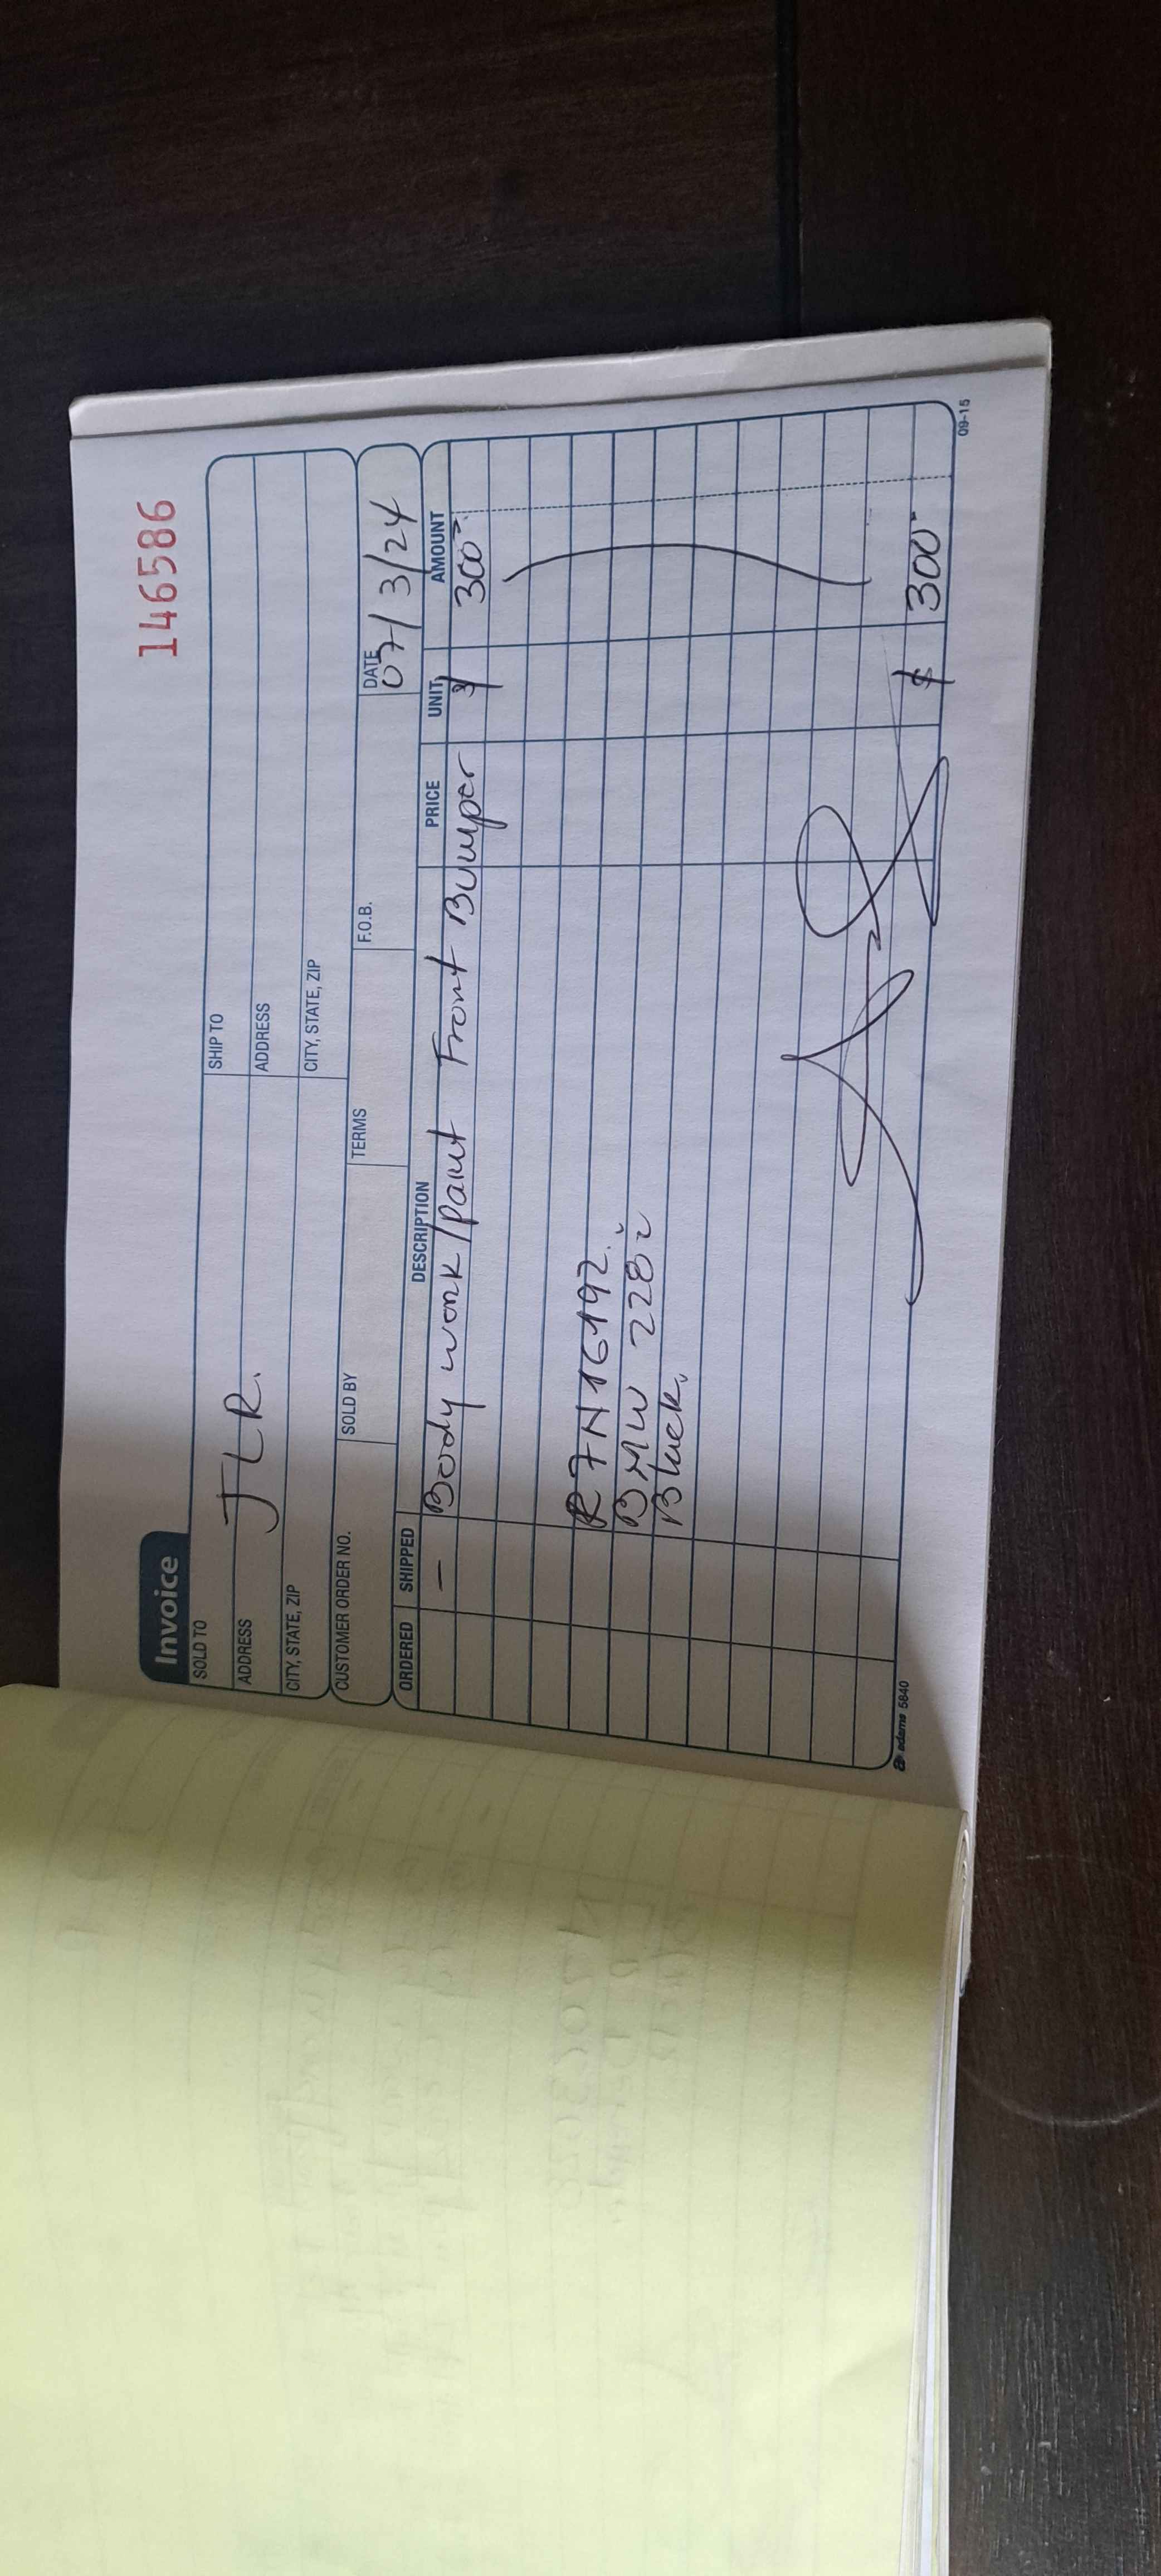 146586
Invoice
SOLD TO
JLR.
SHIP TO
ADDRESS
ADDRESS
CITY, STATE, ZIP
CITY, STATE, ZIP
CUSTOMER ORDER NO.
SOLD BY
TERMS
F.O.B.
DATE
07/3/24
ORDERED SHIPPED DESCRIPTION PRICE UNIT AMOUNT
– Body work/paint Front Bumper $ 300
R7N16192.
BMW 228i
Black.
$ 300
adams 5840
09-15